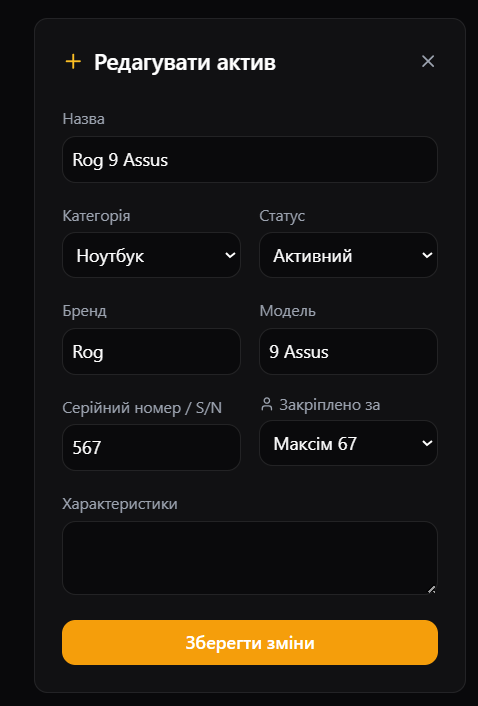 Редагувати актив
Назва
Rog 9 Assus
Категорія Статус
Ноутбук Активний
Бренд Модель
Rog 9 Assus
Серійний номер / S/N Закріплено за
567 Максім 67
Характеристики
Зберегти зміни